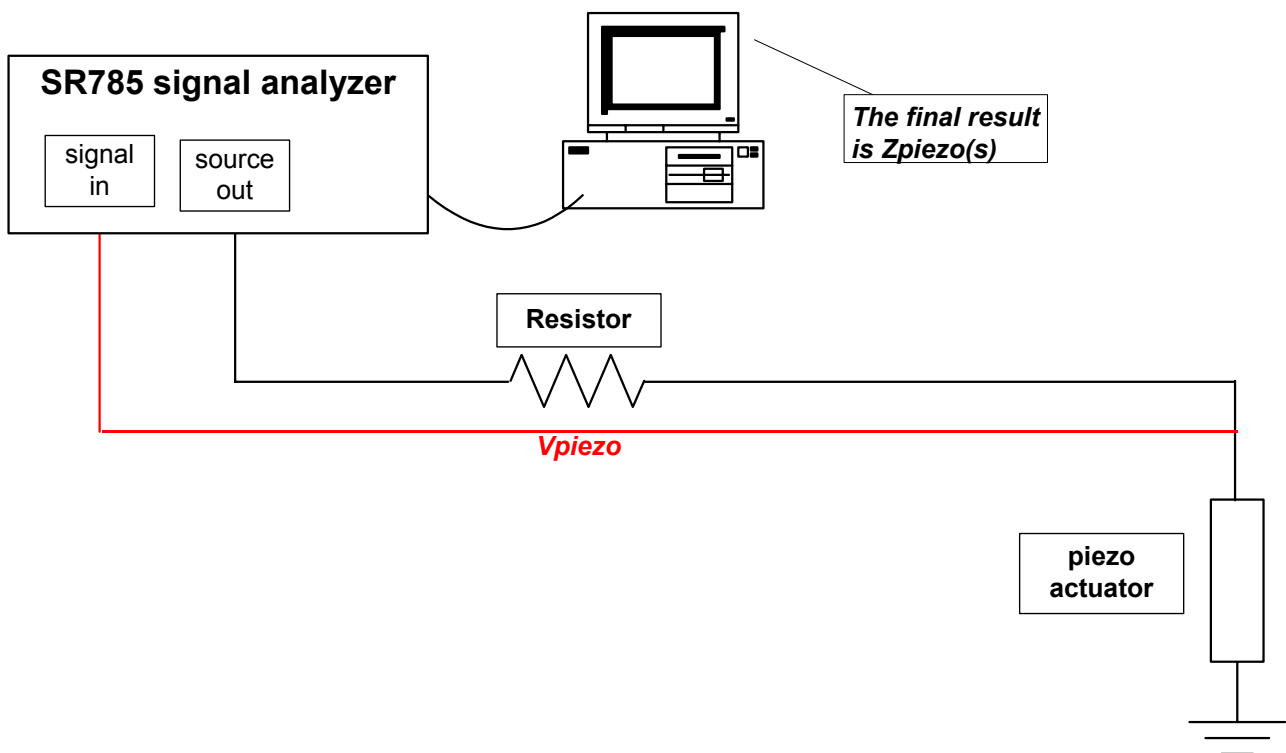 SR785 signal analyzer
signal
in
source
out
The final result
is Zpiezo(s)
Resistor
Vpiezo
piezo
actuator